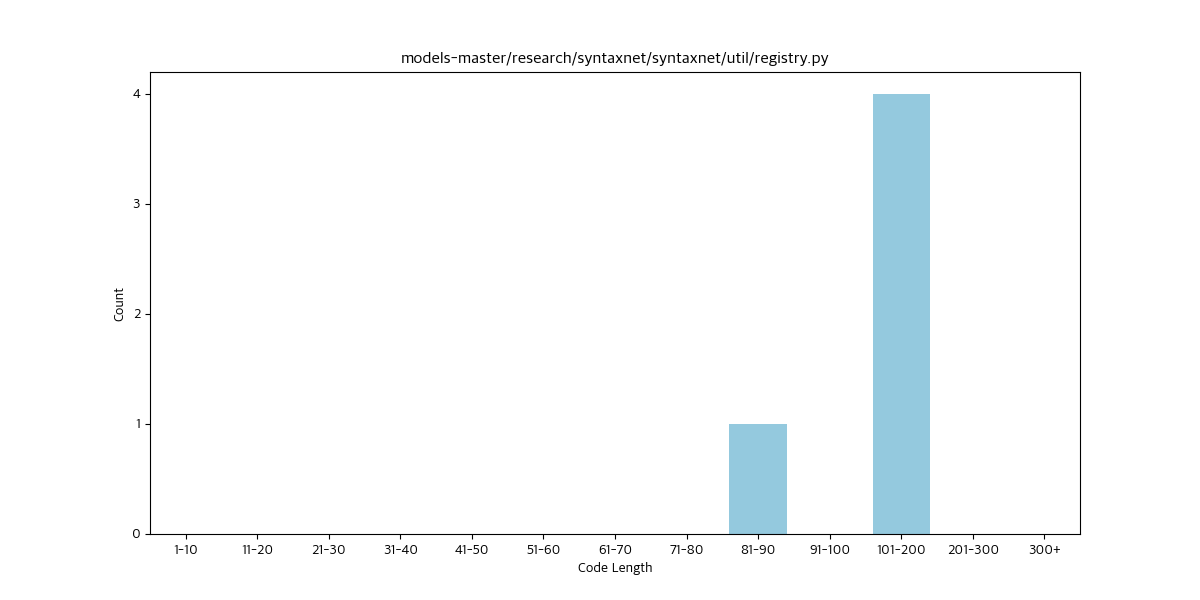 models-master/research/syntaxnet/syntaxnet/util/registry.py
4
3
2
1
0
Count
1-10 11-20 21-30 31-40 41-50 51-60 61-70 71-80 81-90 91-100 101-200 201-300 300+
Code Length